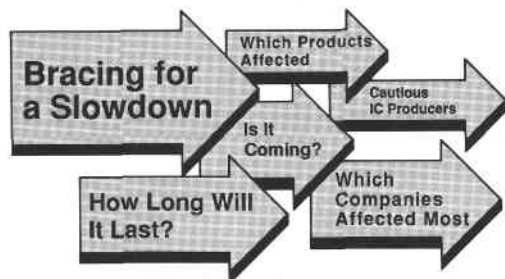 Bracing for
a Slowdown
Which Products
Affected
Cautious
IC Producers
Is It
Coming?
How Long Will
It Last?
Which
Companies
Affected Most